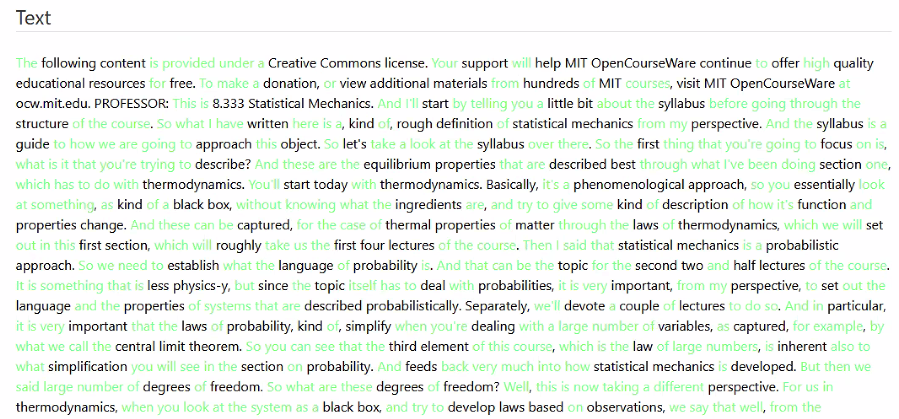 Text
The following content is provided under a Creative Commons license. Your support will help MIT OpenCourseWare continue to offer high quality
educational resources for free. To make a donation, or view additional materials from hundreds of MIT courses, visit MIT OpenCourseWare at
ocw.mit.edu. PROFESSOR: This is 8.333 Statistical Mechanics. And I'll start by telling you a little bit about the syllabus before going through the
structure of the course. So what I have written here is a, kind of, rough definition of statistical mechanics from my perspective. And the syllabus is a
guide to how we are going to approach this object. So let's take a look at the syllabus over there. So the first thing that you're going to focus on is,
what is it that you're trying to describe? And these are the equilibrium properties that are described best through what I've been doing section one,
which has to do with thermodynamics. You'll start today with thermodynamics. Basically, it's a phenomenological approach, so you essentially look
at something, as kind of a black box, without knowing what the ingredients are, and try to give some kind of description of how it's function and
properties change. And these can be captured, for the case of thermal properties of matter through the laws of thermodynamics, which we will set
out in this first section, which will roughly take us the first four lectures of the course. Then I said that statistical mechanics is a probabilistic
approach. So we need to establish what the language of probability is. And that can be the topic for the second two and half lectures of the course.
It is something that is less physics-y, but since the topic itself has to deal with probabilities, it is very important, from my perspective, to set out the
language and the properties of systems that are described probabilistically. Separately, we'll devote a couple of lectures to do so. And in particular,
it is very important that the laws of probability, kind of, simplify when you're dealing with a large number of variables, as captured, for example, by
what we call the central limit theorem. So you can see that the third element of this course, which is the law of large numbers, is inherent also to
what simplification you will see in the section on probability. And feeds back very much into how statistical mechanics is developed. But then we
said large number of degrees of freedom. So what are these degrees of freedom? Well, this is now taking a different perspective. For us in
thermodynamics, when you look at the system as a black box, and try to develop laws based on observations, we say that well, from the